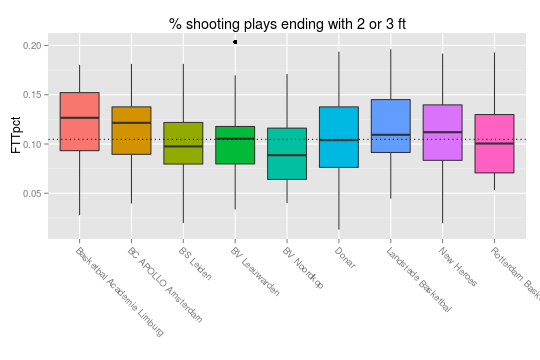 % shooting plays ending with 2 or 3 ft
FTTpct
0.20
0.15
0.10
0.05
Basketbal Academie Limburg
BC APOLLO Amsterdam
BS Leiden
BV Leeuwarden
BV Noordkop
Donar
Landstede Basketbal
New Heroes
Rotterdam Bask